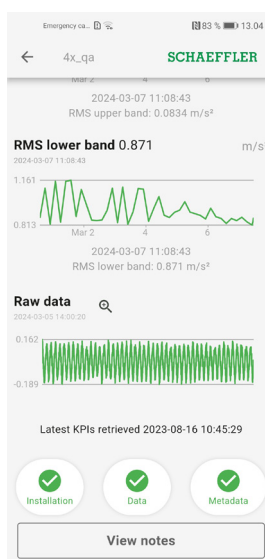 Emergency ca... 83 % 13.04
4x_qa SCHAEFFLER
Mar 2 4 6
2024-03-07 11:08:43
RMS upper band: 0.0834 m/s²
RMS lower band 0.871 m/s
2024-03-07 11:08:43
1.161
0.813
Mar 2 4 6
2024-03-07 11:08:43
RMS lower band: 0.871 m/s²
Raw data
2024-03-05 14:00:20
0.162
-0.189
Latest KPIs retrieved 2023-08-16 10:45:29
Installation Data Metadata
View notes